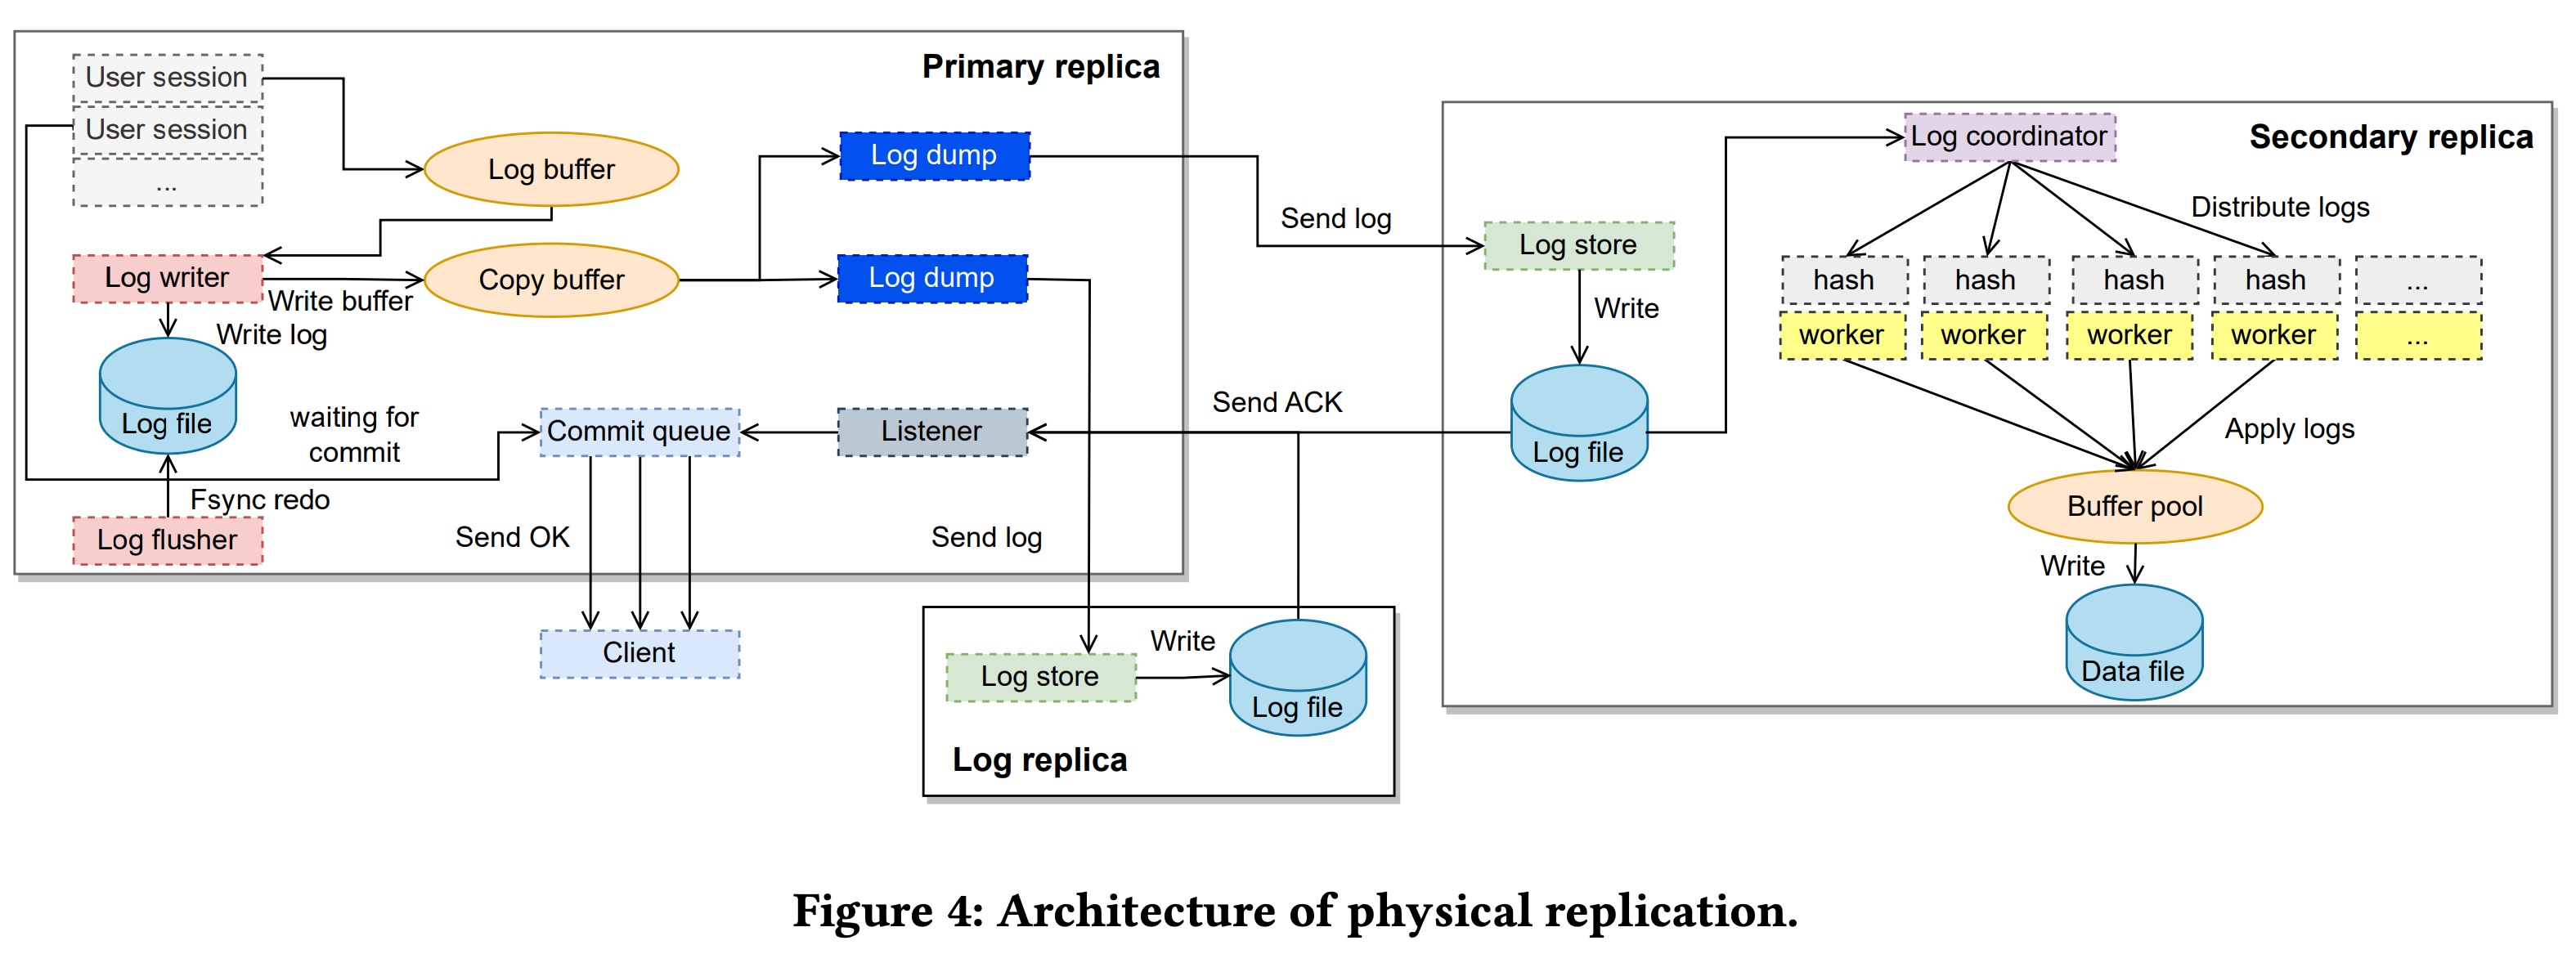 Primary replica
User session
User session
...
Log buffer
Log writer
Write buffer
Write log
Copy buffer
Log dump
Log dump
Log file
waiting for
commit
Fsync redo
Log flusher
Commit queue
Listener
Send OK
Client
Send log
Send log
Send ACK
Log store
Write
Log file
Log replica
Secondary replica
Log store
Write
Log file
Log coordinator
Distribute logs
hash
hash
hash
hash
...
worker
worker
worker
worker
...
Apply logs
Buffer pool
Write
Data file
Figure 4: Architecture of physical replication.